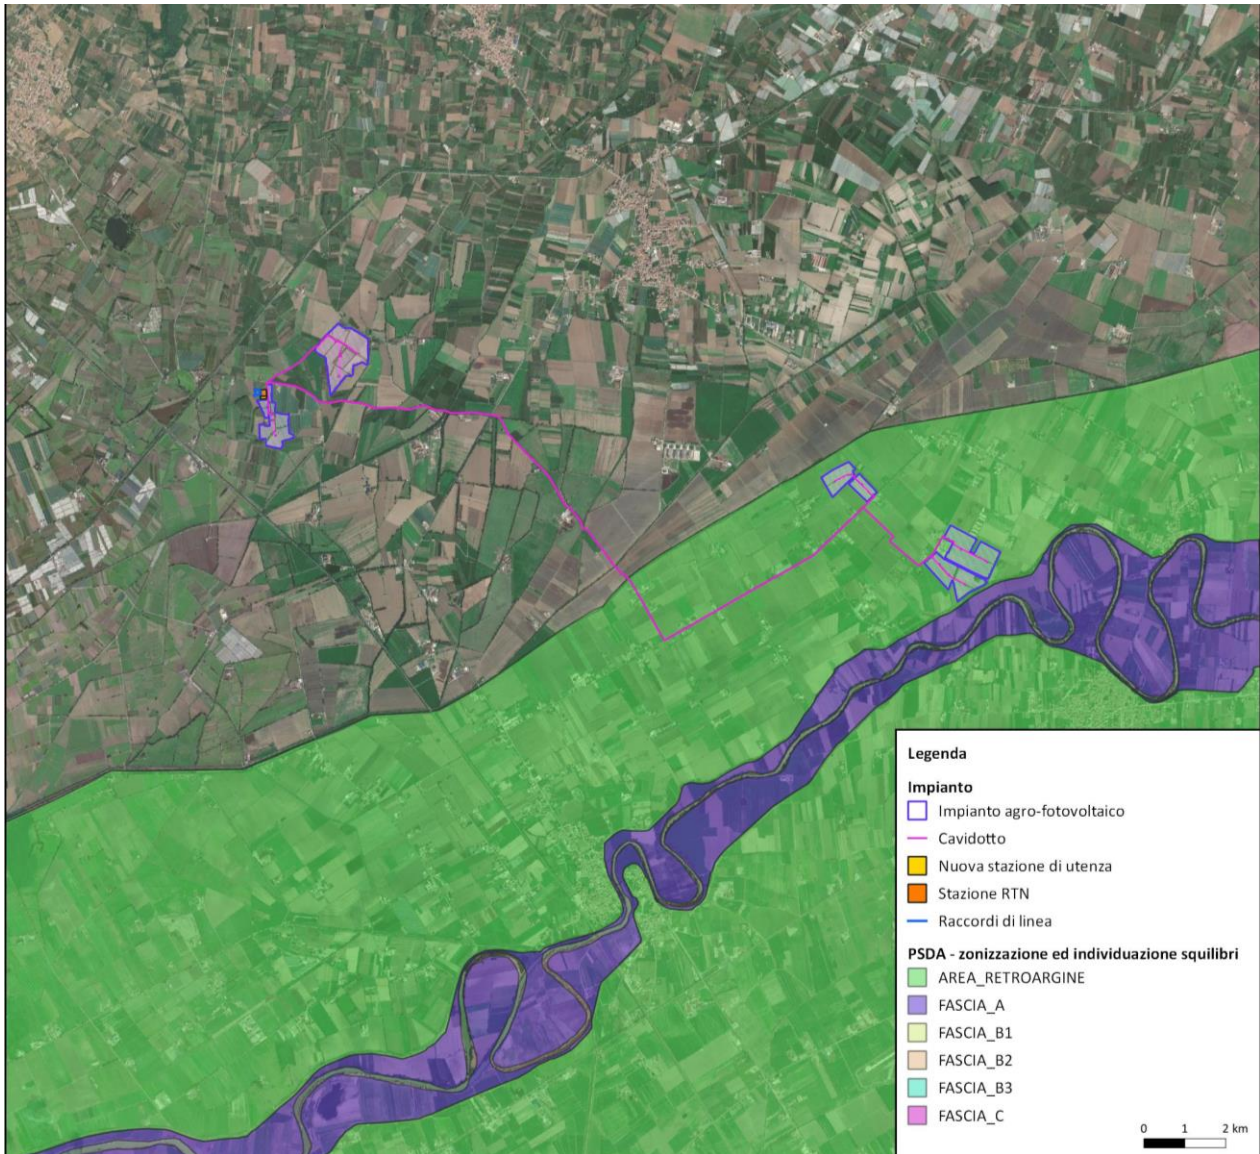 Legenda
Impianto
Impianto agro-fotovoltaico
Cavidotto
Nuova stazione di utenza
Stazione RTN
Raccordi di linea
PSDA - zonizzazione ed individuazione squilibri
AREA_RETROARGINE
FASCIA_A
FASCIA_B1
FASCIA_B2
FASCIA_B3
FASCIA_C
0 1 2 km